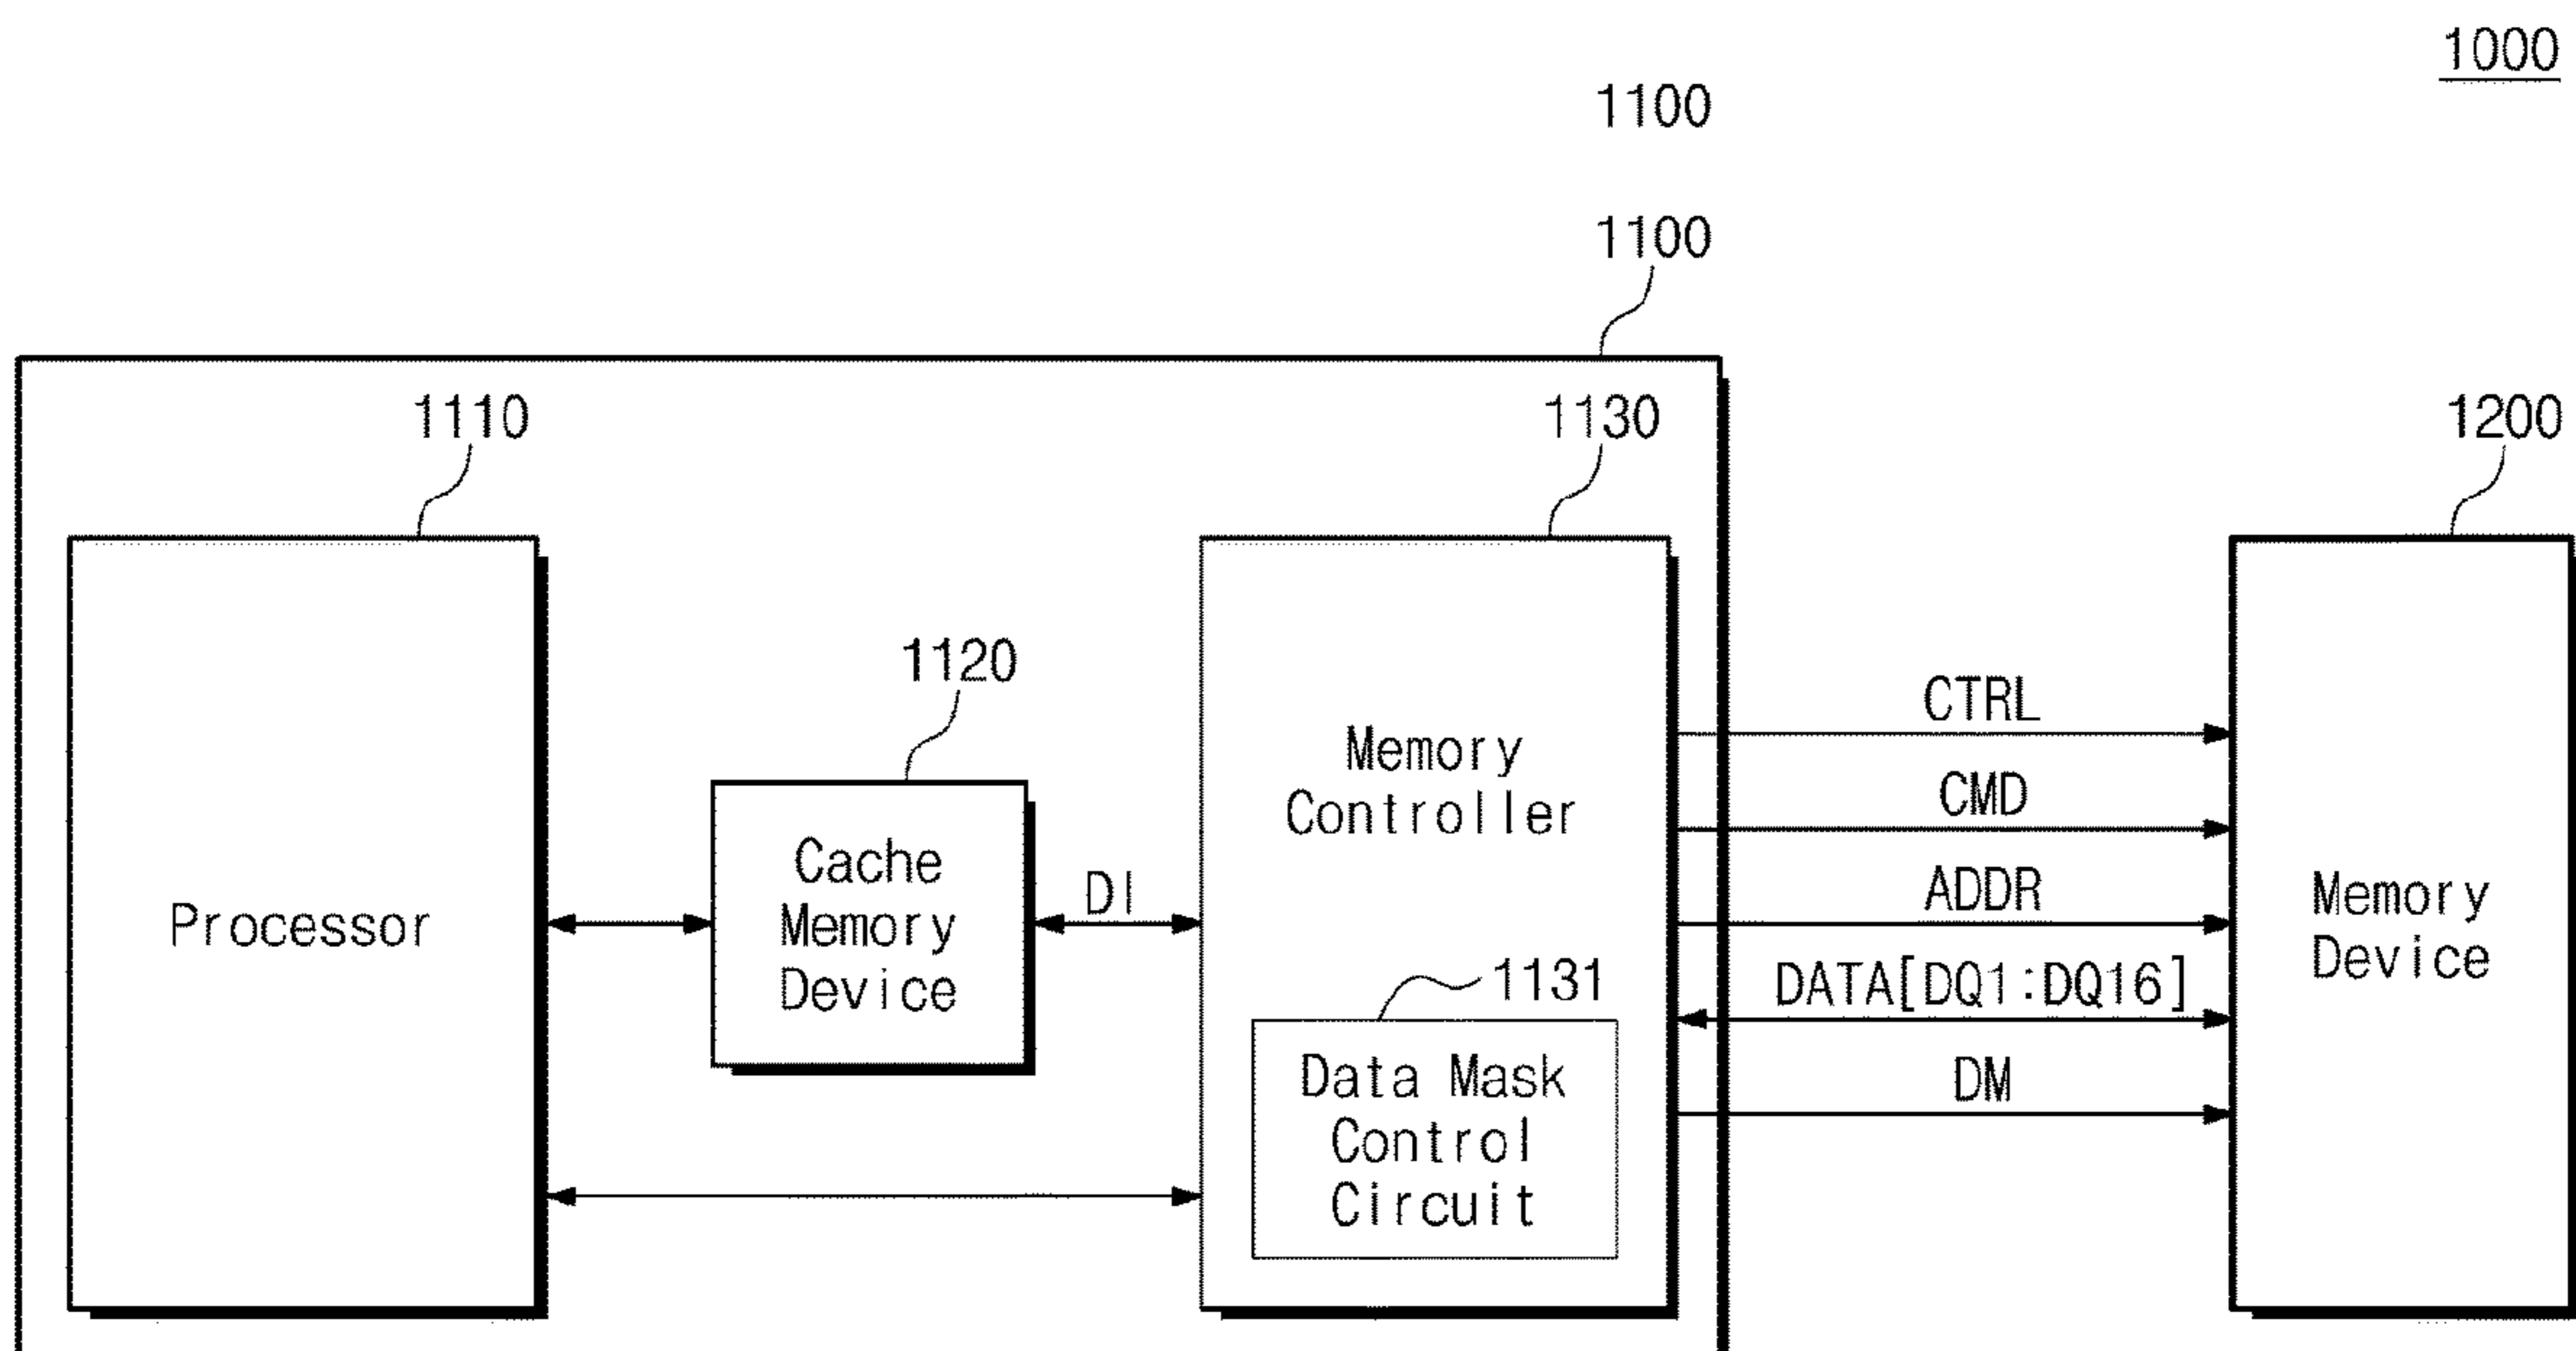 1000
1100
1100
1110
1130
1200
1120
CTRL
Memory
Controller
CMD
Cache
Memory
Device
DI
ADDR
Processor
Memory
Device
1131
DATA[DQ1:DQ16]
Data Mask
Control
Circuit
DM